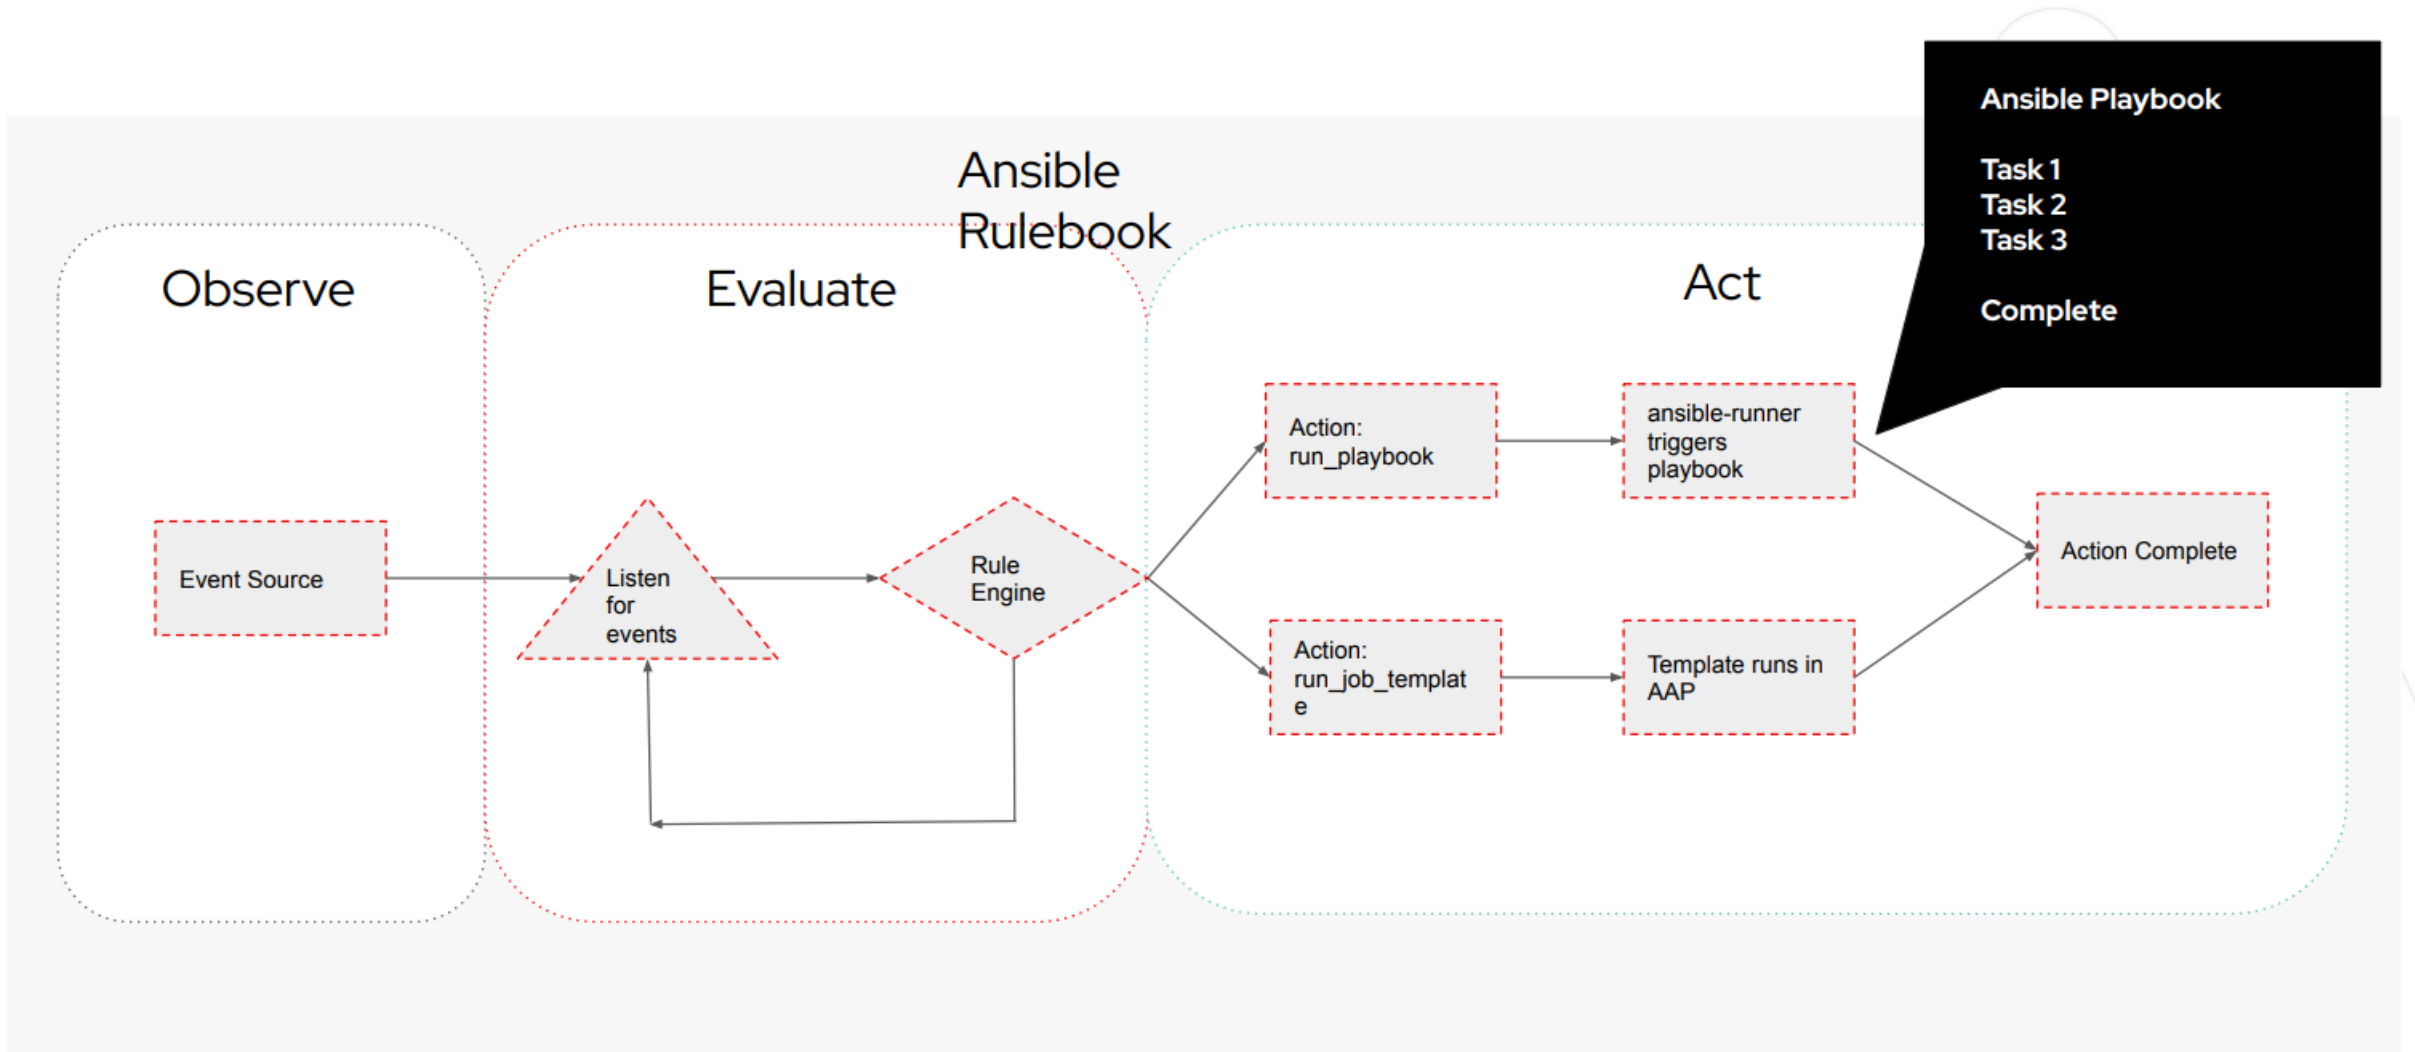 Ansible
Rulebook
Observe
Evaluate
Act
Ansible Playbook
Task 1
Task 2
Task 3
Complete
Event Source
Listen
for
events
Rule
Engine
Action:
run_playbook
ansible-runner
triggers
playbook
Action:
run_job_templat
e
Template runs in
AAP
Action Complete